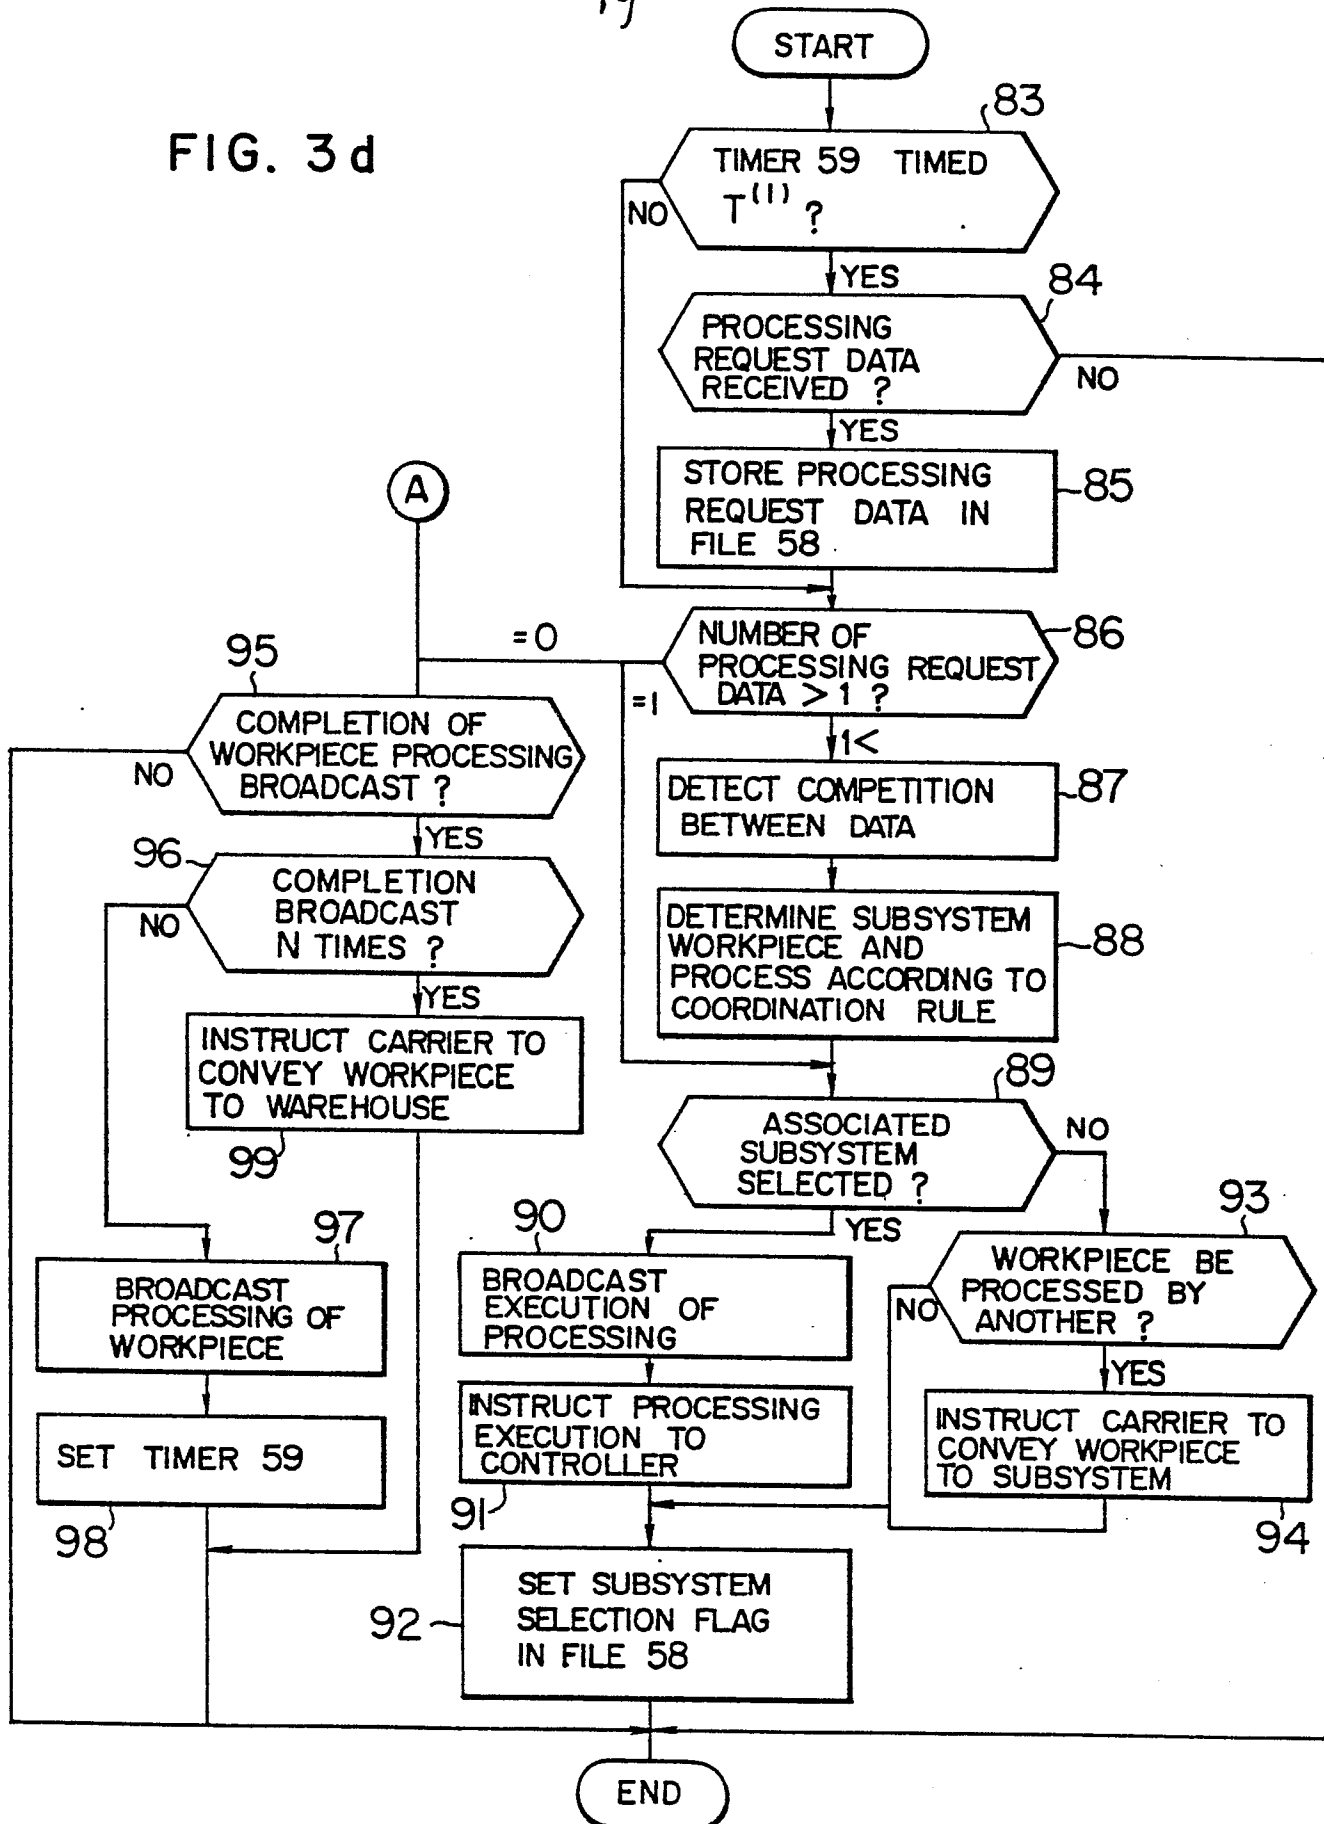 19
START
FIG. 3d
83
TIMER 59 TIMED
T(1) ?
NO
YES
84
PROCESSING
REQUEST DATA
RECEIVED ?
NO
YES
STORE PROCESSING
REQUEST DATA IN
FILE 58
85
A
=0
NUMBER OF
PROCESSING REQUEST
DATA > 1 ?
86
=1
1<
95
COMPLETION OF
WORKPIECE PROCESSING
BROADCAST ?
NO
YES
DETECT COMPETITION
BETWEEN DATA
87
96
COMPLETION
BROADCAST
N TIMES ?
NO
YES
DETERMINE SUBSYSTEM
WORKPIECE AND
PROCESS ACCORDING TO
COORDINATION RULE
88
INSTRUCT CARRIER TO
CONVEY WORKPIECE
TO WAREHOUSE
99
89
ASSOCIATED
SUBSYSTEM
SELECTED ?
NO
YES
97
BROADCAST
PROCESSING OF
WORKPIECE
90
BROADCAST
EXECUTION OF
PROCESSING
93
WORKPIECE BE
PROCESSED BY
ANOTHER ?
NO
YES
SET TIMER 59
98
INSTRUCT PROCESSING
EXECUTION TO
CONTROLLER
91
INSTRUCT CARRIER TO
CONVEY WORKPIECE
TO SUBSYSTEM
94
92
SET SUBSYSTEM
SELECTION FLAG
IN FILE 58
END